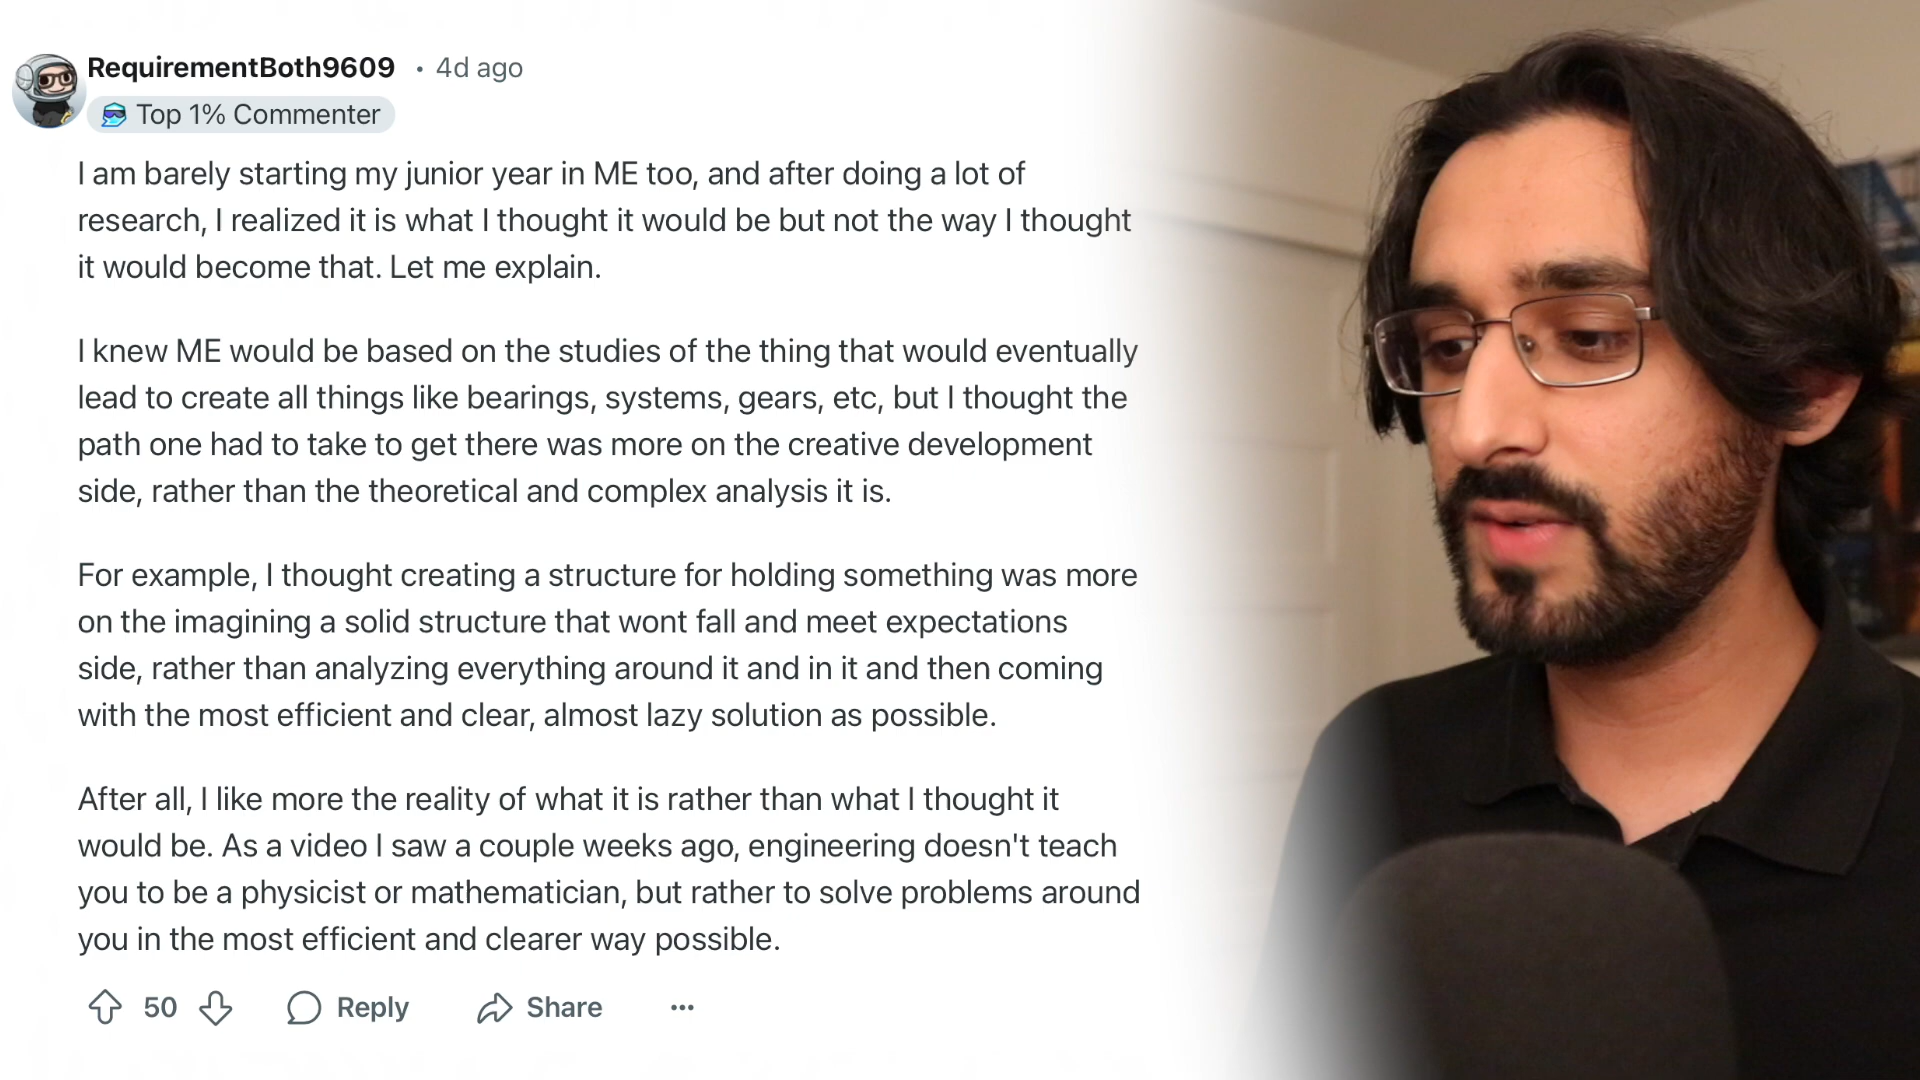 RequirementBoth9609 • 4d ago
Top 1% Commenter
I am barely starting my junior year in ME too, and after doing a lot of
research, I realized it is what I thought it would be but not the way I thought
it would become that. Let me explain.
I knew ME would be based on the studies of the thing that would eventually
lead to create all things like bearings, systems, gears, etc, but I thought the
path one had to take to get there was more on the creative development
side, rather than the theoretical and complex analysis it is.
For example, I thought creating a structure for holding something was more
on the imagining a solid structure that wont fall and meet expectations
side, rather than analyzing everything around it and in it and then coming
with the most efficient and clear, almost lazy solution as possible.
After all, I like more the reality of what it is rather than what I thought it
would be. As a video I saw a couple weeks ago, engineering doesn't teach
you to be a physicist or mathematician, but rather to solve problems around
you in the most efficient and clearer way possible.
50 Reply Share ...